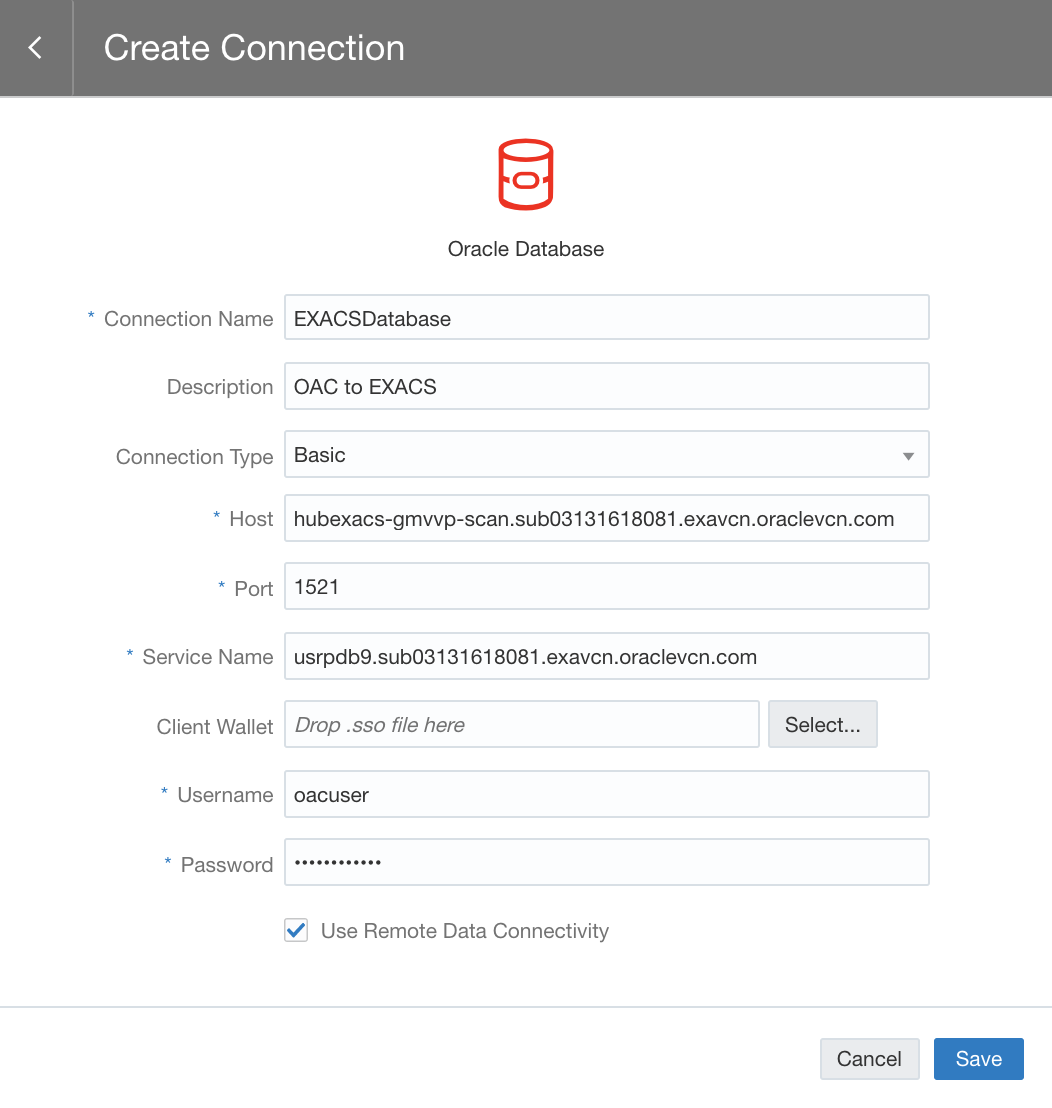 Create Connection
Oracle Database
* Connection Name EXACSDatabase
Description OAC to EXACS
Connection Type Basic
* Host hubexacs-gmvvp-scan.sub03131618081.exavcn.oraclevcn.com
* Port 1521
* Service Name usrpdb9.sub03131618081.exavcn.oraclevcn.com
Client Wallet Drop .sso file here Select...
* Username oacuser
* Password ••••••••••••
Use Remote Data Connectivity
Cancel Save